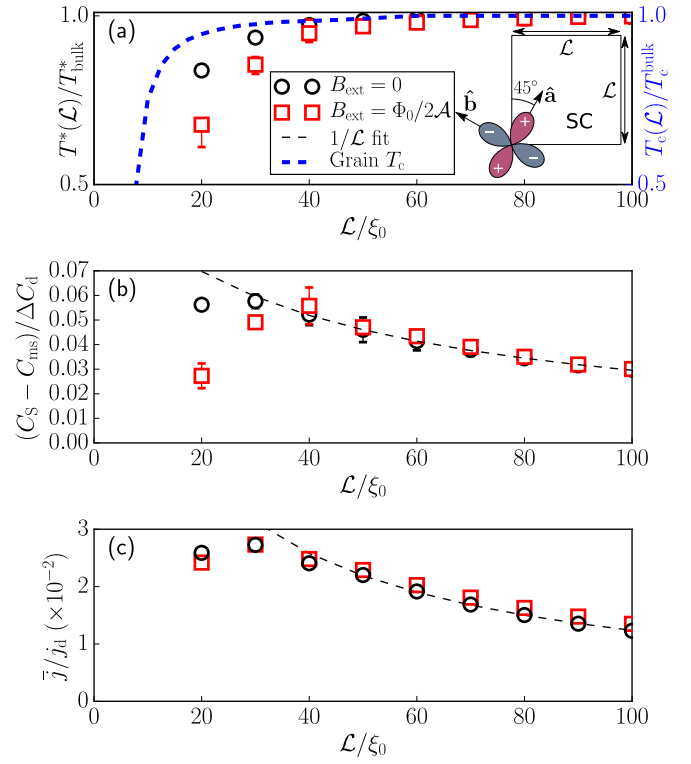 (a)
1.0
0.5
T*(ℒ)/T*bulk
1.0
0.5
Tc(ℒ)/Tc^bulk
Bext = 0
Bext = Φ0/2𝒜
1/ℒ fit
Grain Tc
ℒ
ℒ
45°
â
b̂
SC
+
−
−
+
0 20 40 60 80 100
ℒ/ξ0
(b)
0.07
0.06
0.05
0.04
0.03
0.02
0.01
0.00
(CS − Cms)/ΔCd
0 20 40 60 80 100
ℒ/ξ0
(c)
3
2
1
0
j̄/jd (×10⁻²)
0 20 40 60 80 100
ℒ/ξ0